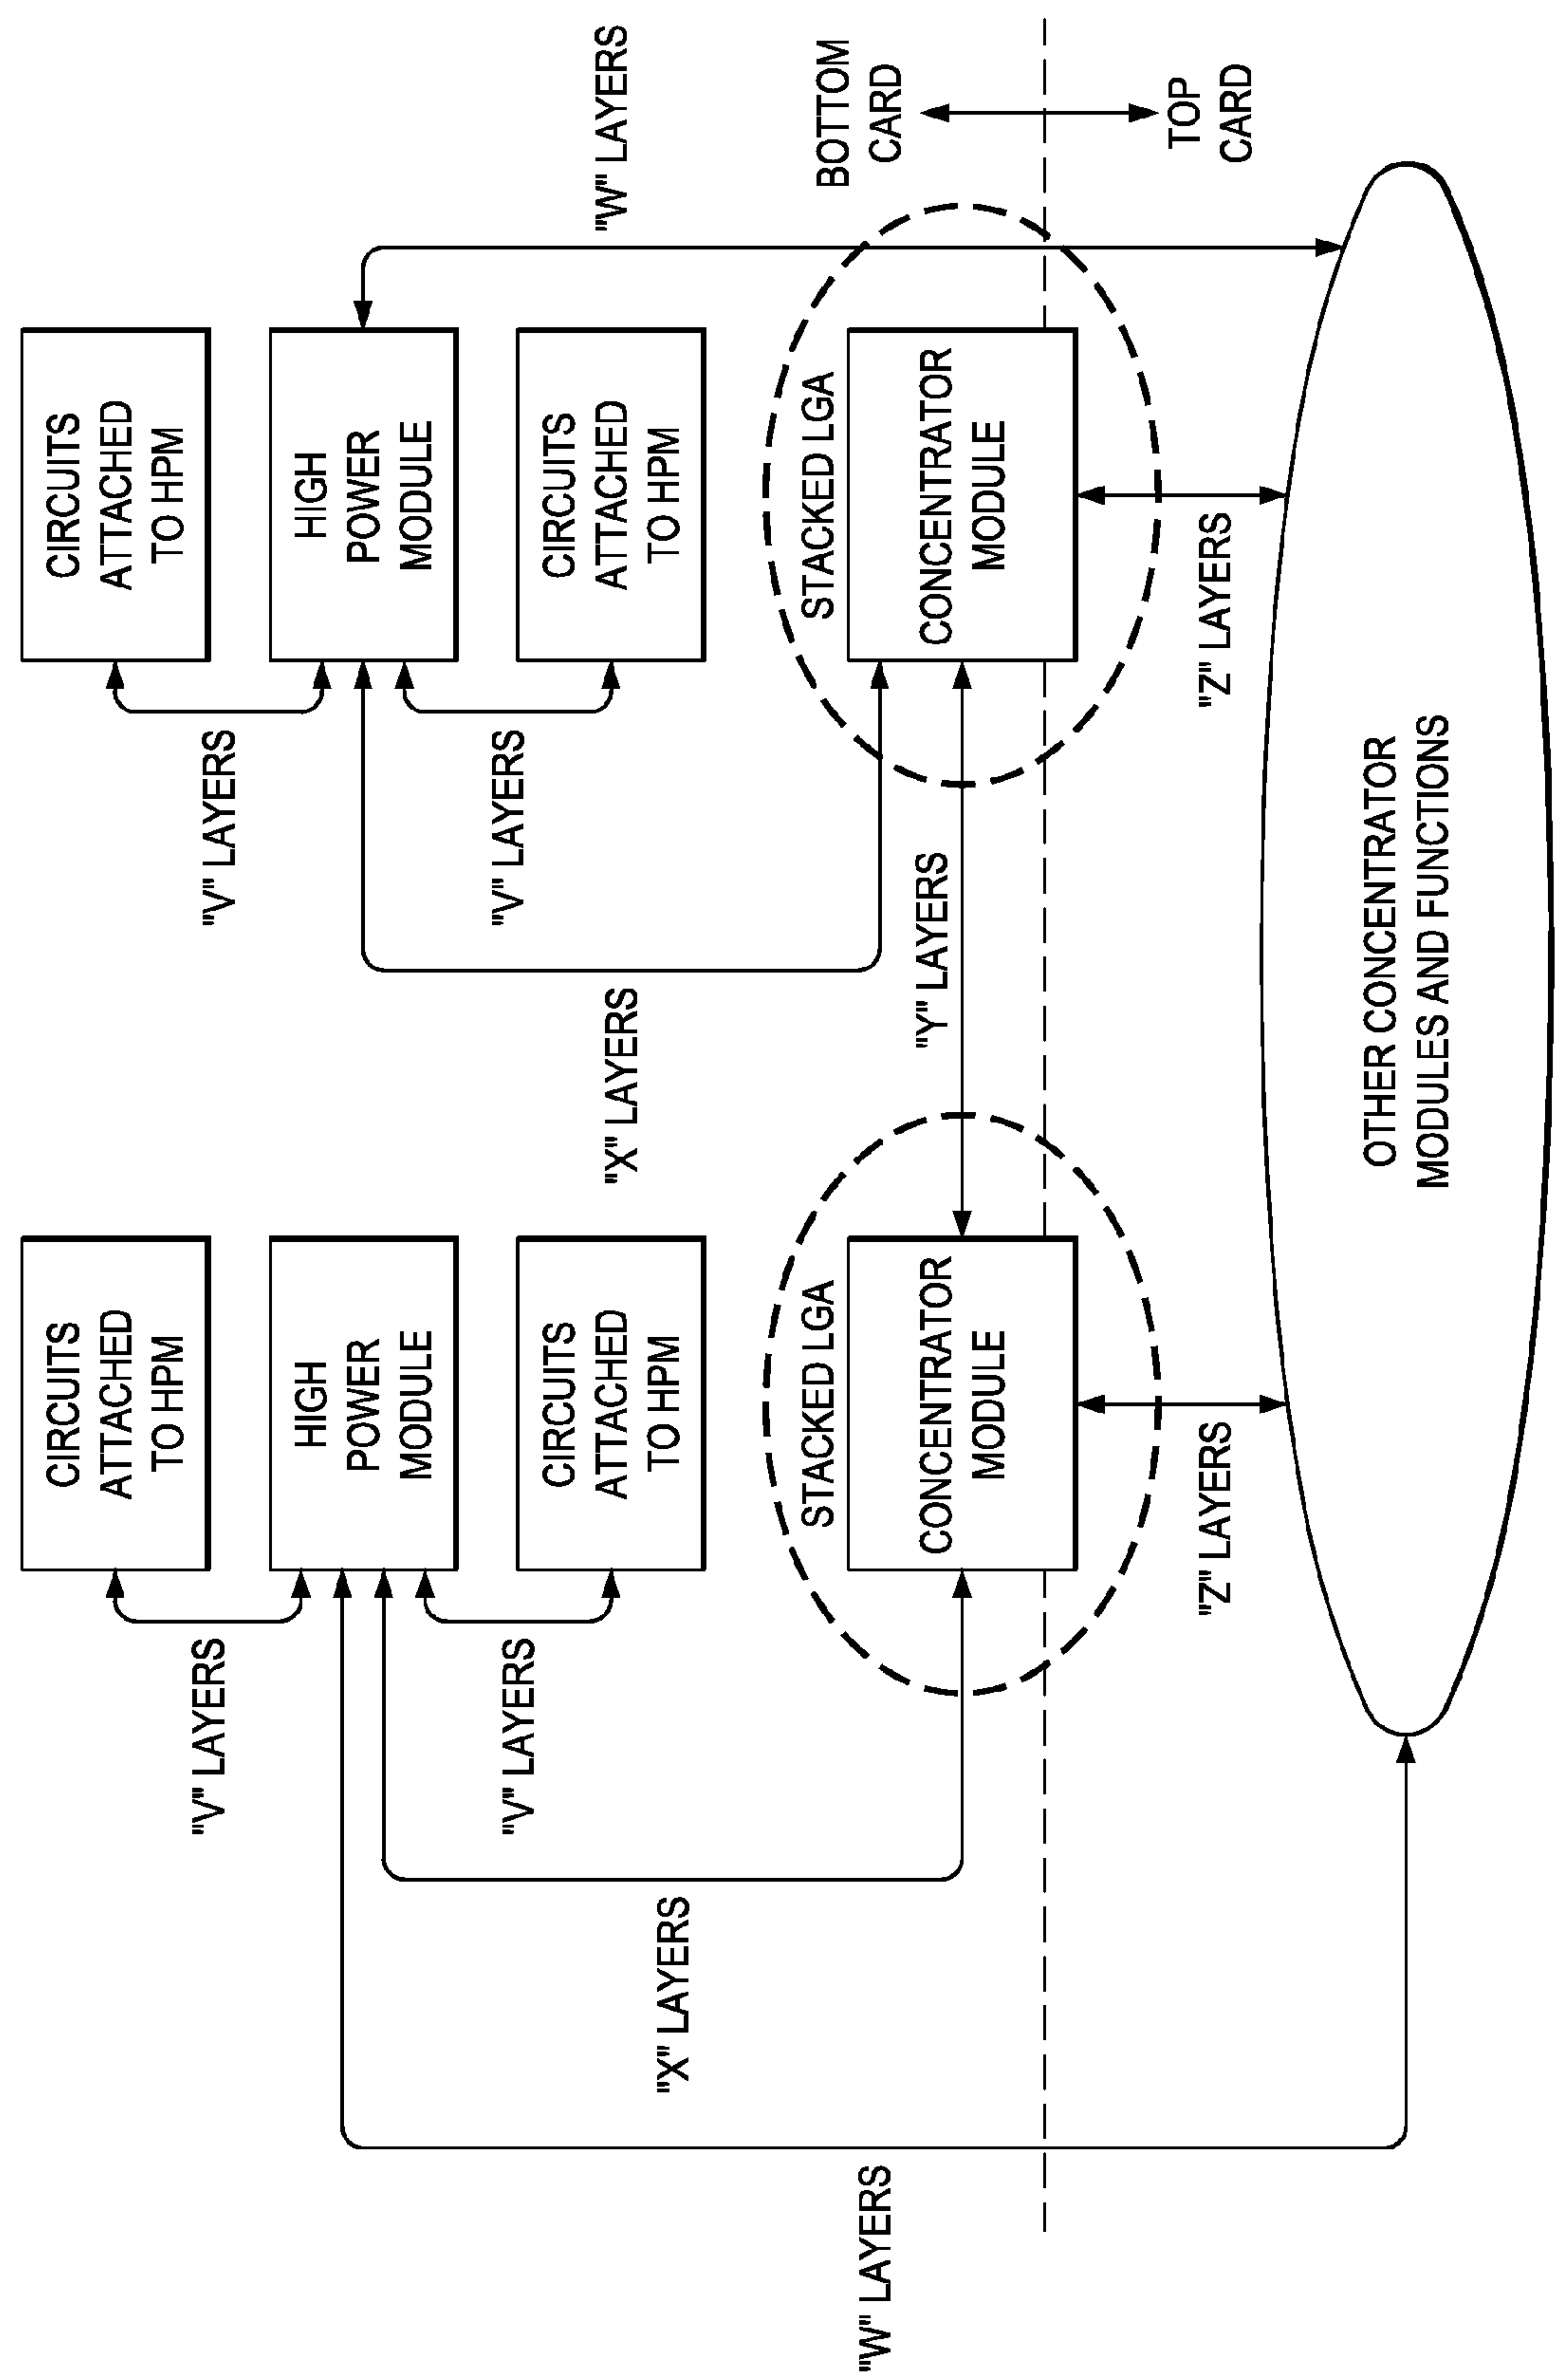 CIRCUITS
ATTACHED
TO HPM
CIRCUITS
ATTACHED
TO HPM
"V" LAYERS
"V" LAYERS
HIGH
POWER
MODULE
HIGH
POWER
MODULE
"V" LAYERS
"V" LAYERS
CIRCUITS
ATTACHED
TO HPM
CIRCUITS
ATTACHED
TO HPM
"X" LAYERS
"X" LAYERS
"W" LAYERS
"W" LAYERS
STACKED LGA
CONCENTRATOR
MODULE
"Y" LAYERS
STACKED LGA
CONCENTRATOR
MODULE
BOTTOM
CARD
TOP
CARD
"Z" LAYERS
"Z" LAYERS
OTHER CONCENTRATOR
MODULES AND FUNCTIONS